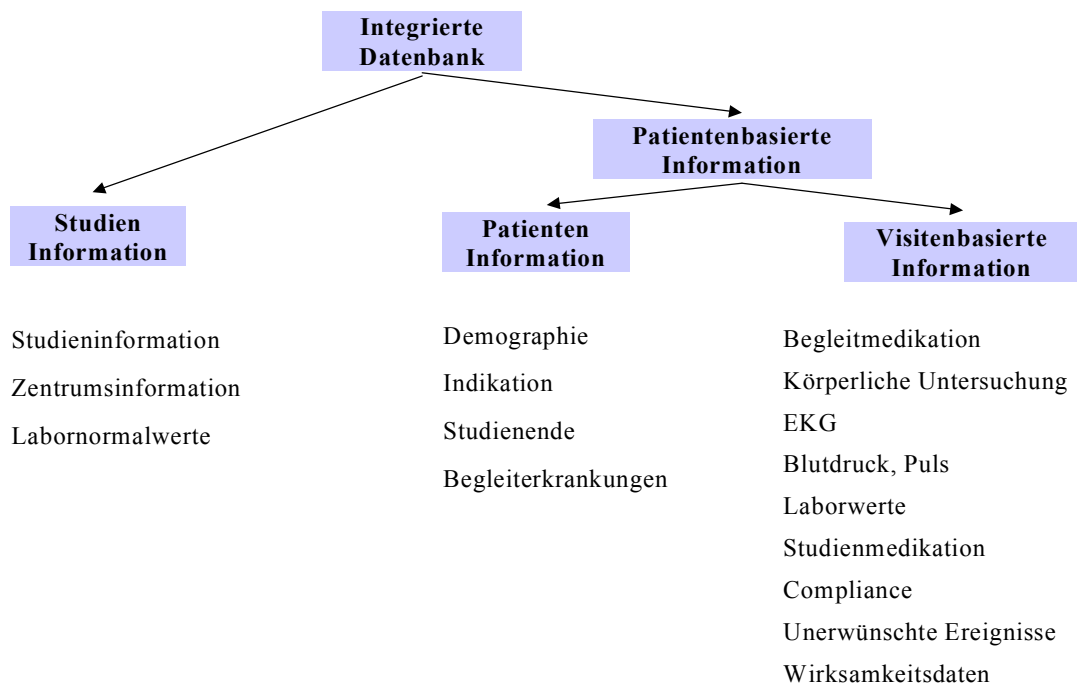 Integrierte
Datenbank
Patientenbasierte
Information
Studien
Information
Patienten
Information
Visitenbasierte
Information
Studieninformation
Zentrumsinformation
Labornormalwerte
Demographie
Indikation
Studienende
Begleiterkrankungen
Begleitmedikation
Körperliche Untersuchung
EKG
Blutdruck, Puls
Laborwerte
Studienmedikation
Compliance
Unerwünschte Ereignisse
Wirksamkeitsdaten